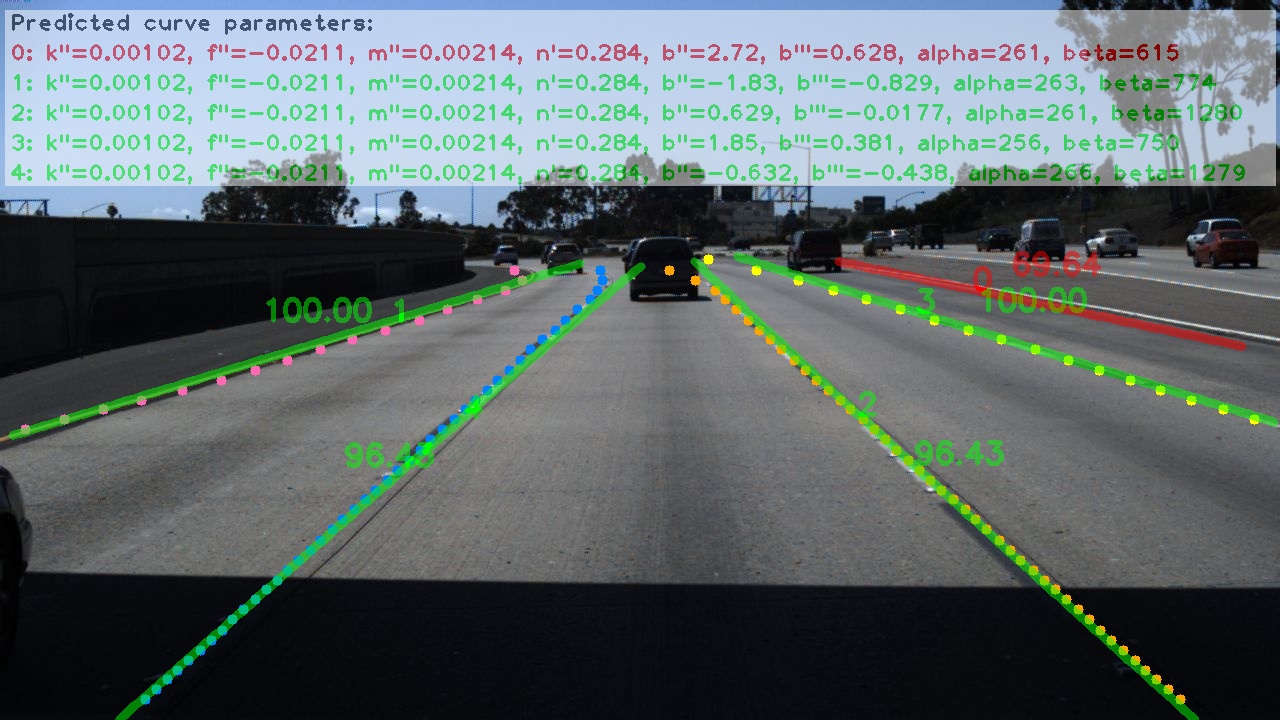 Predicted curve parameters:
0: k''=0.00102, f''=-0.0211, m''=0.00214, n'=0.284, b''=2.72, b'''=0.628, alpha=261, beta=615
1: k''=0.00102, f''=-0.0211, m''=0.00214, n'=0.284, b''=-1.83, b'''=-0.829, alpha=263, beta=774
2: k''=0.00102, f''=-0.0211, m''=0.00214, n'=0.284, b''=0.629, b'''=-0.0177, alpha=261, beta=1280
3: k''=0.00102, f''=-0.0211, m''=0.00214, n'=0.284, b''=1.85, b'''=0.381, alpha=256, beta=750
4: k''=0.00102, f''=-0.0211, m''=0.00214, n'=0.284, b''=-0.632, b'''=-0.438, alpha=266, beta=1279
0 69.64
100.00 1 3 100.00
4 2
96.43 96.43